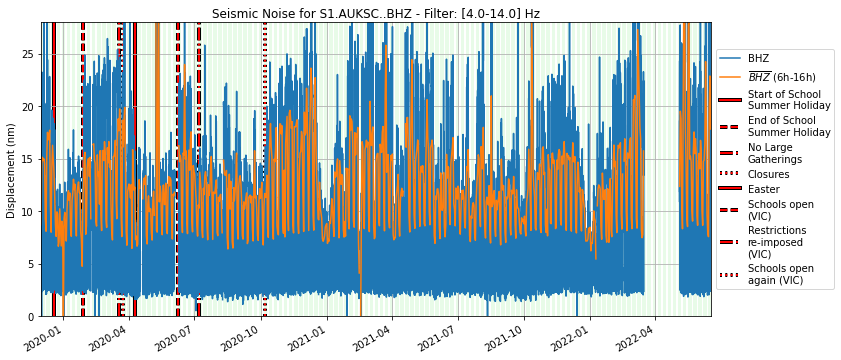 Seismic Noise for S1.AUKSC..BHZ - Filter: [4.0-14.0] Hz
Displacement (nm)
25
20
15
10
5
0
2020-01
2020-04
2020-07
2020-10
2021-01
2021-04
2021-07
2021-10
2022-01
2022-04
BHZ
BHZ (6h-16h)
Start of School
Summer Holiday
End of School
Summer Holiday
No Large
Gatherings
Closures
Easter
Schools open
(VIC)
Restrictions
re-imposed
(VIC)
Schools open
again (VIC)